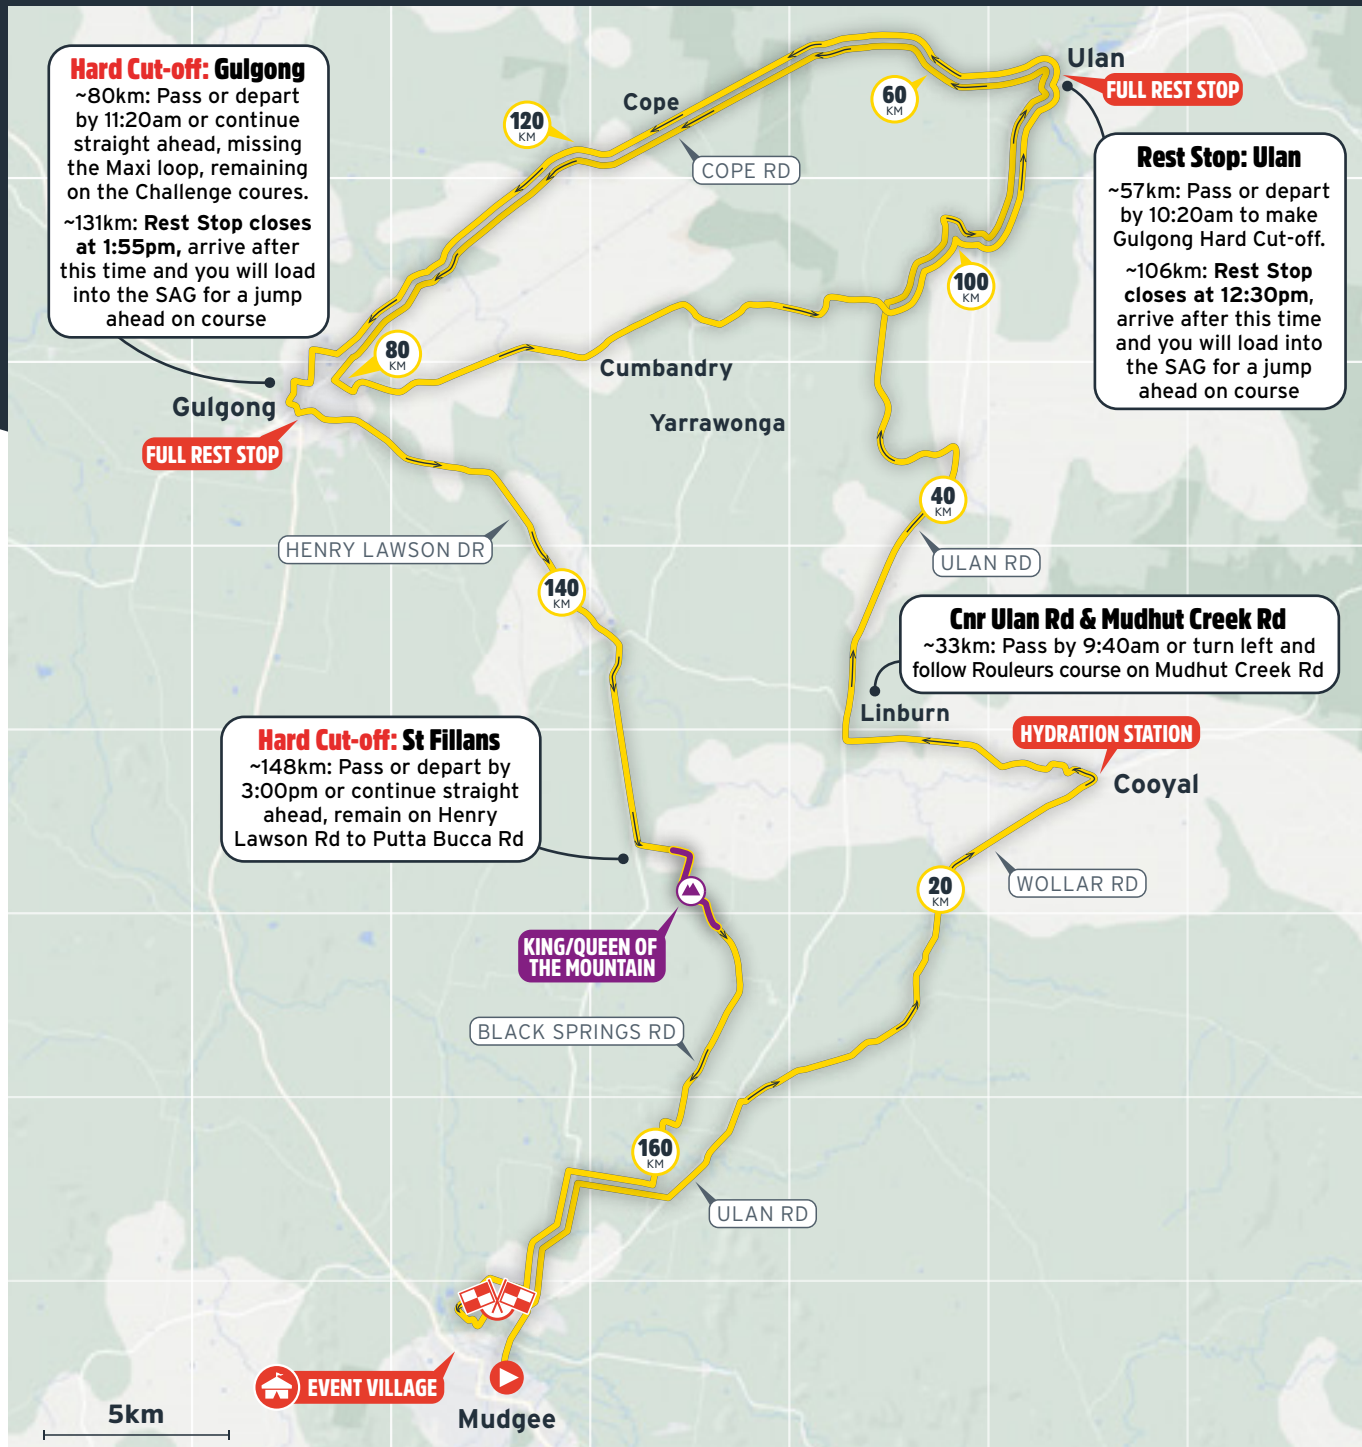 Hard Cut-off: Gulgong
~80km: Pass or depart
by 11:20am or continue
straight ahead, missing
the Maxi loop, remaining
on the Challenge coures.
~131km: Rest Stop closes
at 1:55pm, arrive after
this time and you will load
into the SAG for a jump
ahead on course
Ulan
FULL REST STOP
60
KM
Cope
120
KM
COPE RD
Rest Stop: Ulan
~57km: Pass or depart
by 10:20am to make
Gulgong Hard Cut-off.
~106km: Rest Stop
closes at 12:30pm,
arrive after this time
and you will load into
the SAG for a jump
ahead on course
100
KM
80
KM
Cumbandry
Gulgong
Yarrawonga
FULL REST STOP
40
KM
HENRY LAWSON DR
ULAN RD
140
KM
Cnr Ulan Rd & Mudhut Creek Rd
~33km: Pass by 9:40am or turn left and
follow Rouleurs course on Mudhut Creek Rd
Linburn
HYDRATION STATION
Cooyal
Hard Cut-off: St Fillans
~148km: Pass or depart by
3:00pm or continue straight
ahead, remain on Henry
Lawson Rd to Putta Bucca Rd
20
KM
WOLLAR RD
KING/QUEEN OF
THE MOUNTAIN
BLACK SPRINGS RD
160
KM
ULAN RD
EVENT VILLAGE
Mudgee
5km